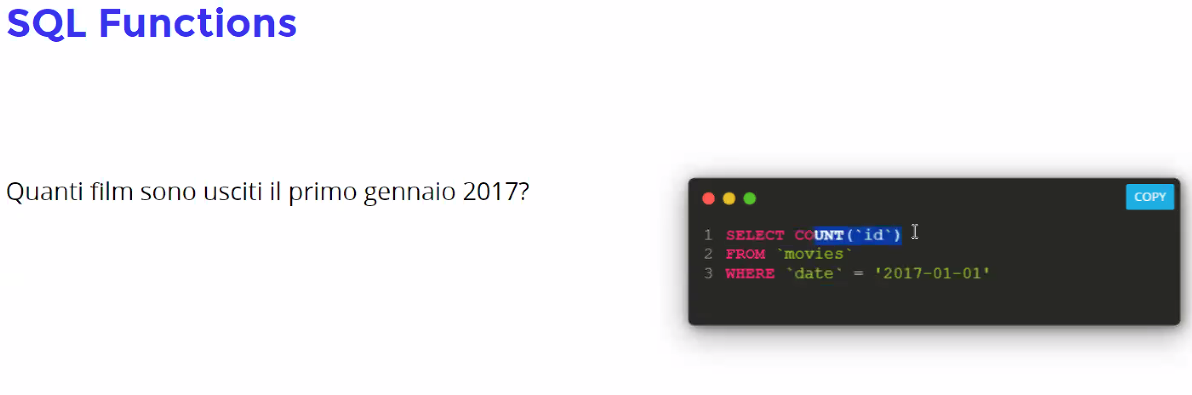 SQL Functions
Quanti film sono usciti il primo gennaio 2017?
COPY
1 SELECT COUNT(`id`)
2 FROM `movies`
3 WHERE `date` = '2017-01-01'